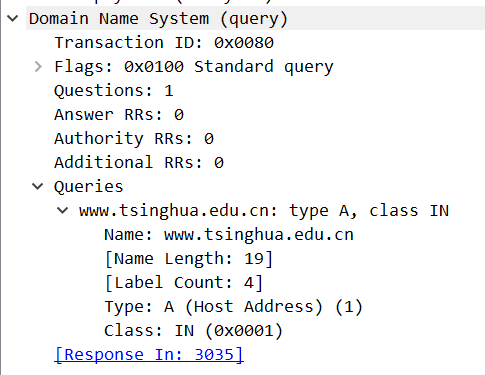 Domain Name System (query)
Transaction ID: 0x0080
Flags: 0x0100 Standard query
Questions: 1
Answer RRs: 0
Authority RRs: 0
Additional RRs: 0
Queries
www.tsinghua.edu.cn: type A, class IN
Name: www.tsinghua.edu.cn
[Name Length: 19]
[Label Count: 4]
Type: A (Host Address) (1)
Class: IN (0x0001)
[Response In: 3035]